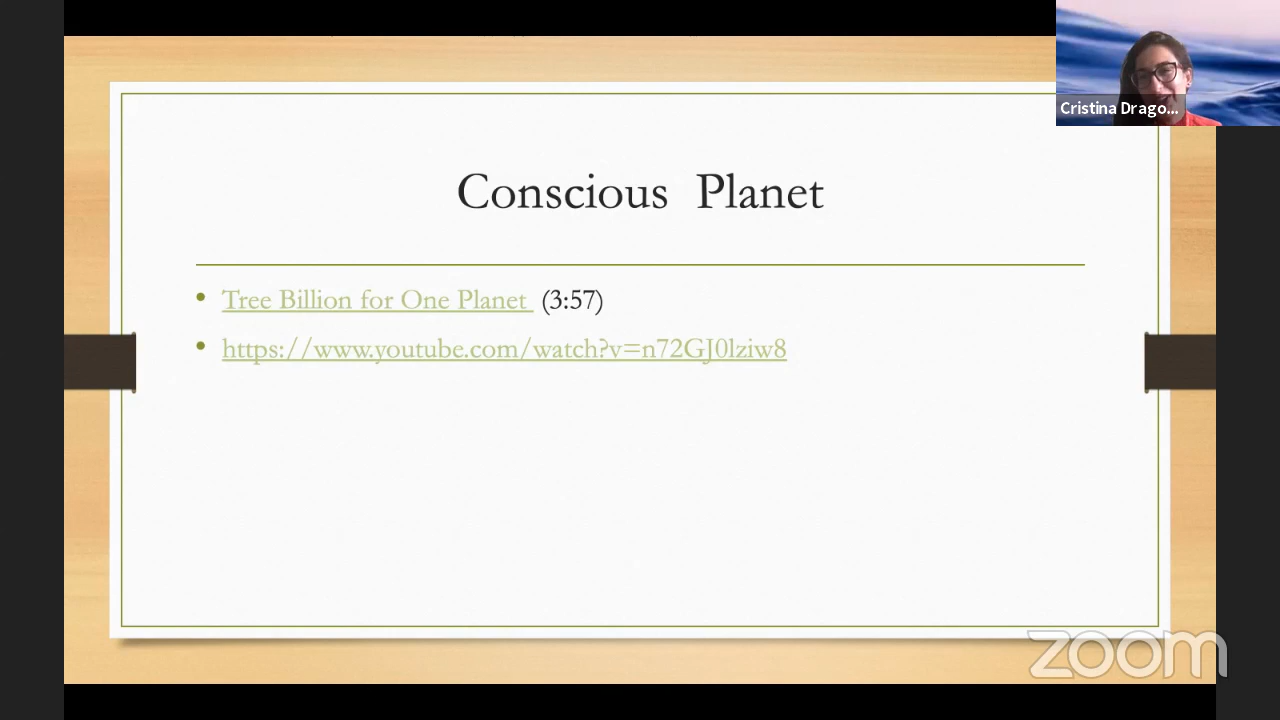 Cristina Drago...
Conscious Planet
• Tree Billion for One Planet (3:57)
• https://www.youtube.com/watch?v=n72GJ0lziw8
zoom